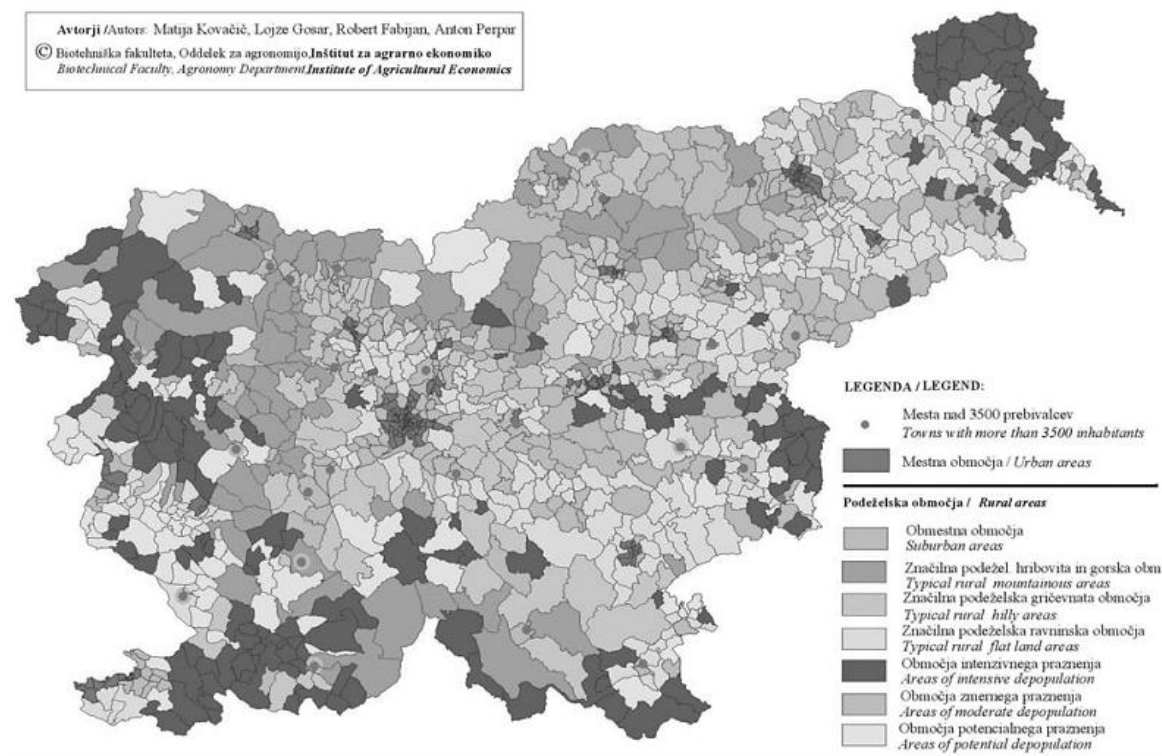 Avtorji /Autors: Matija Kovačič, Lojze Gosar, Robert Fabijan, Anton Perpar
© Biotehniška fakulteta, Oddelek za agronomijo,Inštitut za agrarno ekonomiko
Biotechnical Faculty, Agronomy Department,Institute of Agricultural Economics
LEGENDA / LEGEND:
Mesta nad 3500 prebivalcev
Towns with more than 3500 inhabitants
Mestna območja / Urban areas
Podeželska območja / Rural areas
Obmestna območja
Suburban areas
Značilna podežel. hribovita in gorska obm
Typical rural mountainous areas
Značilna podeželska gričevnata območja
Typical rural hilly areas
Značilna podeželska ravninska območja
Typical rural flat land areas
Območja intenzivnega praznenja
Areas of intensive depopulation
Območja zmernega praznenja
Areas of moderate depopulation
Območja potencialnega praznenja
Areas of potential depopulation